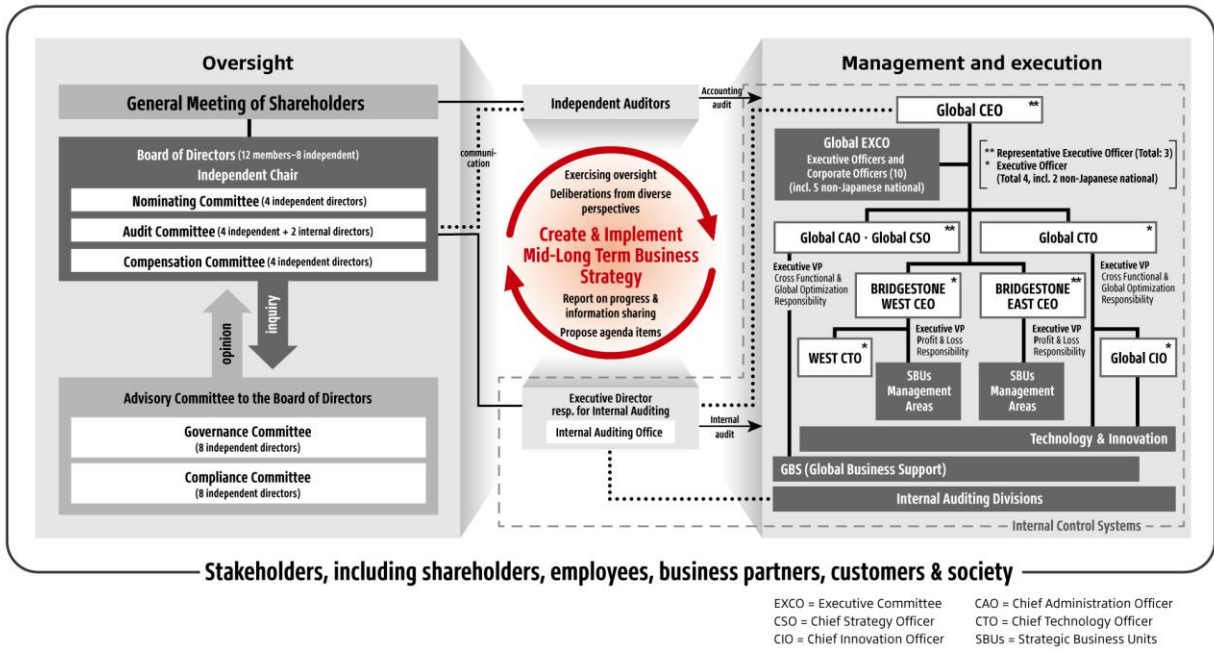 Oversight
General Meeting of Shareholders
Board of Directors (12 members–8 independent)
Independent Chair
Nominating Committee (4 independent directors)
Audit Committee (4 independent + 2 internal directors)
Compensation Committee (4 independent directors)
opinion
inquiry
Advisory Committee to the Board of Directors
Governance Committee
(8 independent directors)
Compliance Committee
(8 independent directors)
Independent Auditors
communi-
cation
Accounting
audit
Exercising oversight
Deliberations from diverse
perspectives
Create & Implement
Mid-Long Term Business
Strategy
Report on progress &
information sharing
Propose agenda items
Executive Director
resp. for Internal Auditing
Internal Auditing Office
Internal
audit
Management and execution
Global CEO **
Global EXCO
Executive Officers and
Corporate Officers (10)
(incl. 5 non-Japanese national)
** Representative Executive Officer (Total: 3)
* Executive Officer
(Total 4, incl. 2 non-Japanese national)
Global CAO · Global CSO **
Global CTO *
Executive VP
Cross Functional &
Global Optimization
Responsibility
BRIDGESTONE *
WEST CEO
BRIDGESTONE **
EAST CEO
Executive VP
Cross Functional &
Global Optimization
Responsibility
WEST CTO *
Executive VP
Profit & Loss
Responsibility
Executive VP
Profit & Loss
Responsibility
Global CIO *
SBUs
Management
Areas
SBUs
Management
Areas
Technology & Innovation
GBS (Global Business Support)
Internal Auditing Divisions
Internal Control Systems
Stakeholders, including shareholders, employees, business partners, customers & society
EXCO = Executive Committee
CSO = Chief Strategy Officer
CIO = Chief Innovation Officer
CAO = Chief Administration Officer
CTO = Chief Technology Officer
SBUs = Strategic Business Units